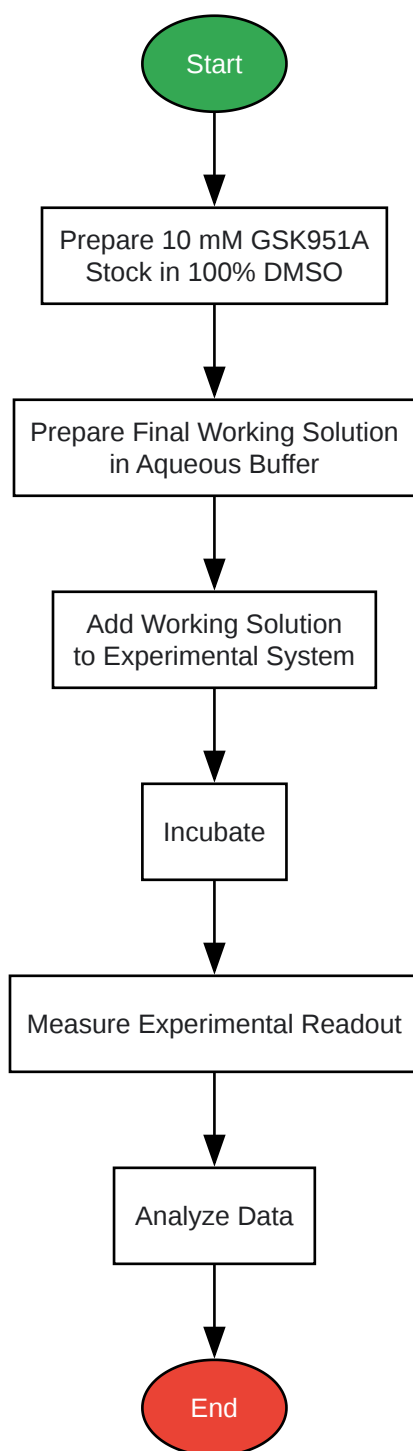 Start
Prepare 10 mM GSK951A
Stock in 100% DMSO
Prepare Final Working Solution
in Aqueous Buffer
Add Working Solution
to Experimental System
Incubate
Measure Experimental Readout
Analyze Data
End